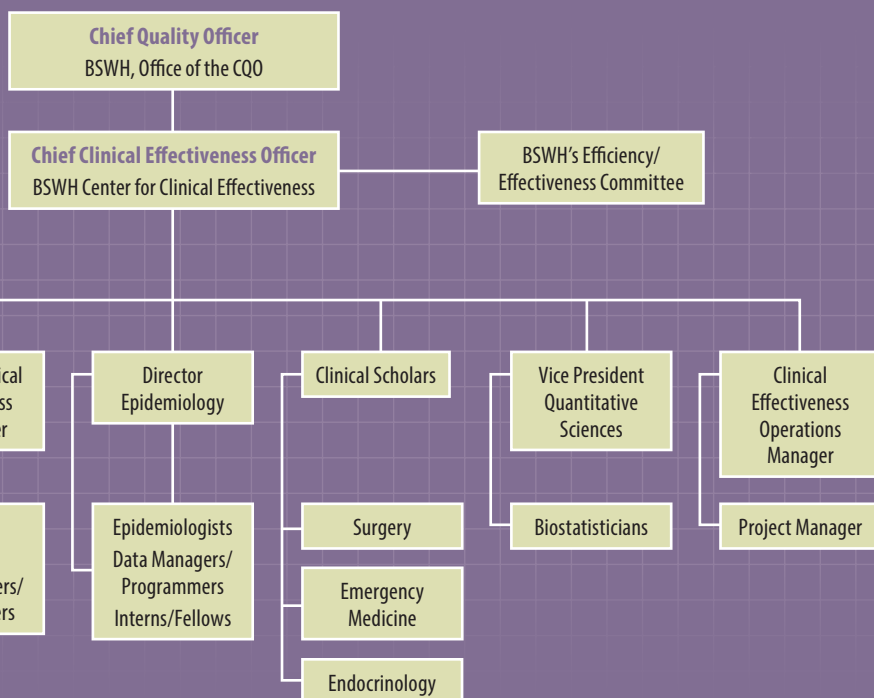 Chief Quality Officer
BSWH, Office of the CQO
Chief Clinical Effectiveness Officer
BSWH Center for Clinical Effectiveness
BSWH's Efficiency/
Effectiveness Committee
Director
Epidemiology
Clinical Scholars
Vice President
Quantitative
Sciences
Clinical
Effectiveness
Operations
Manager
Epidemiologists
Data Managers/
Programmers
Interns/Fellows
Surgery
Emergency
Medicine
Endocrinology
Biostatisticians
Project Manager